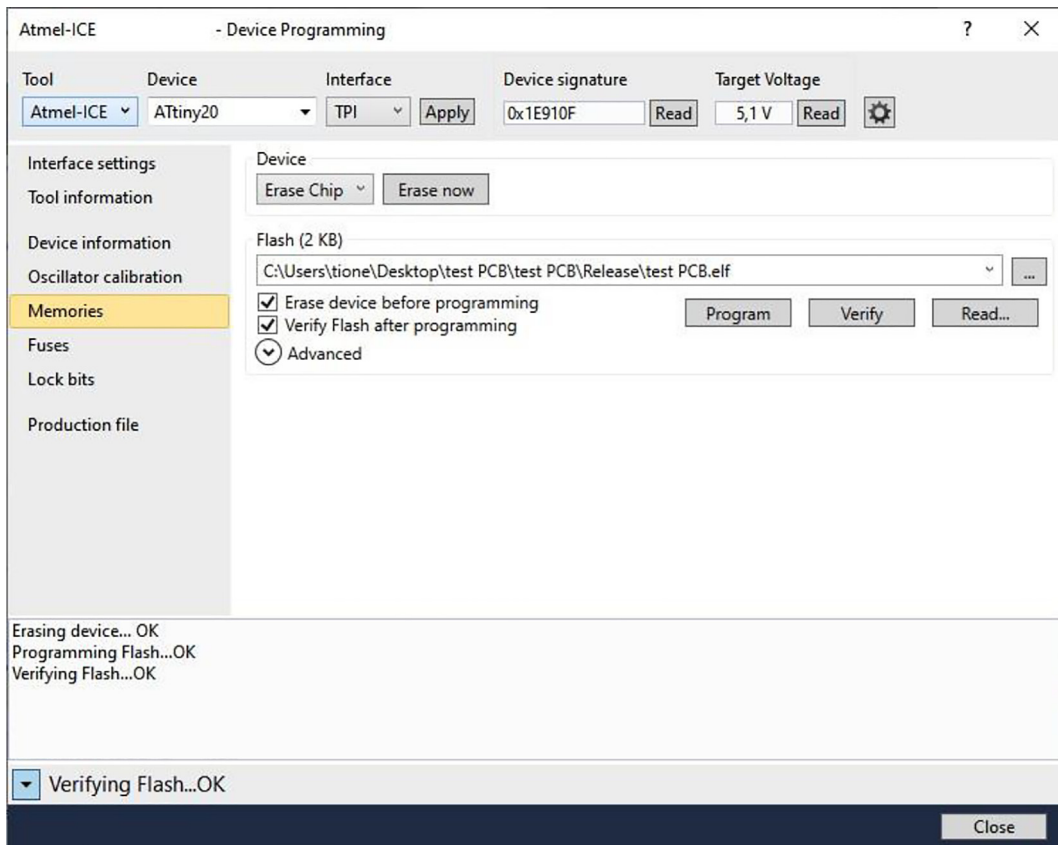 Atmel-ICE - Device Programming ?
Tool Device Interface Device signature Target Voltage
Atmel-ICE ATtiny20 TPI Apply 0x1E910F Read 5,1 V Read
Interface settings
Tool information
Device information
Oscillator calibration
Memories
Fuses
Lock bits
Production file
Device
Erase Chip Erase now
Flash (2 KB)
C:\Users\tione\Desktop\test PCB\test PCB\Release\test PCB.elf ...
Erase device before programming
Verify Flash after programming
Program Verify Read...
Advanced
Erasing device... OK
Programming Flash...OK
Verifying Flash...OK
Verifying Flash...OK
Close